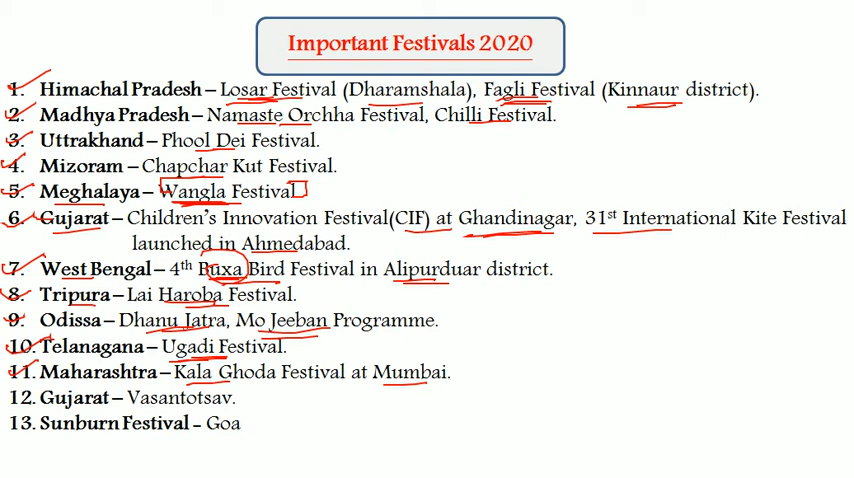 Important Festivals 2020
1. Himachal Pradesh – Losar Festival (Dharamshala), Fagli Festival (Kinnaur district).
2. Madhya Pradesh – Namaste Orchha Festival, Chilli Festival.
3. Uttrakhand – Phool Dei Festival.
4. Mizoram – Chapchar Kut Festival.
5. Meghalaya – Wangla Festival
6. Gujarat – Children's Innovation Festival(CIF) at Ghandinagar, 31st International Kite Festival
launched in Ahmedabad.
7. West Bengal – 4th Buxa Bird Festival in Alipurduar district.
8. Tripura – Lai Haroba Festival.
9. Odissa – Dhanu Jatra, Mo Jeeban Programme.
10. Telanagana – Ugadi Festival.
11. Maharashtra – Kala Ghoda Festival at Mumbai.
12. Gujarat – Vasantotsav.
13. Sunburn Festival - Goa